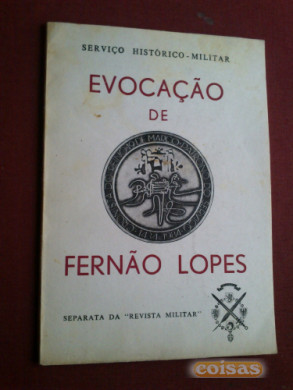 SERVIÇO HISTÓRICO-MILITAR
EVOCAÇÃO
DE
FERNÃO LOPES
SEPARATA DA "REVISTA MILITAR"
coisas